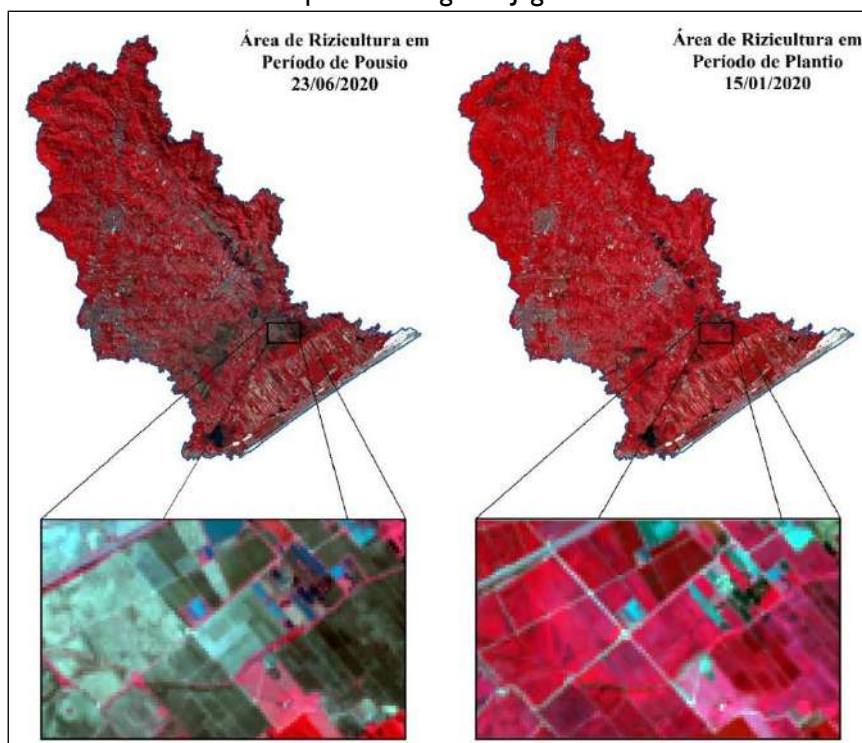 Área de Rizicultura em
Período de Pousio
23/06/2020
Área de Rizicultura em
Período de Plantio
15/01/2020